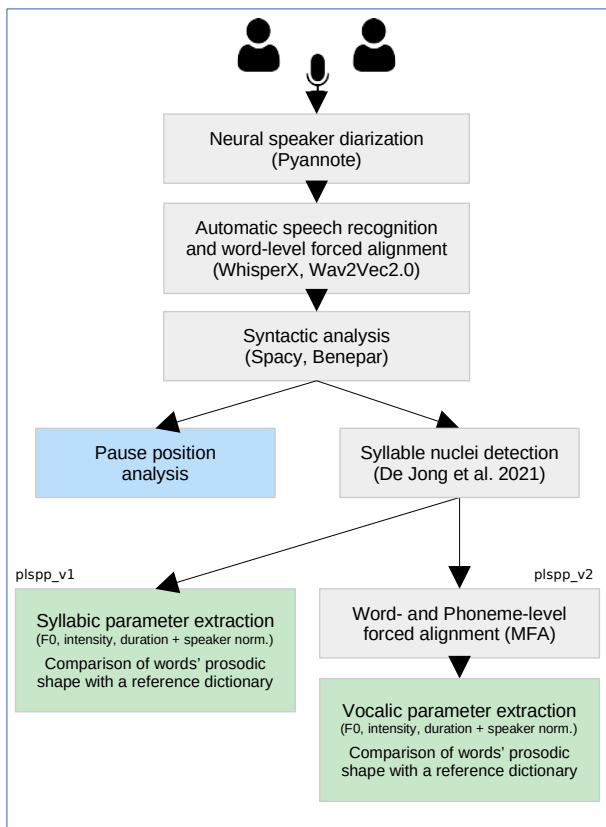 Neural speaker diarization
(Pyannote)
Automatic speech recognition
and word-level forced alignment
(WhisperX, Wav2Vec2.0)
Syntactic analysis
(Spacy, Benepar)
Pause position
analysis
Syllable nuclei detection
(De Jong et al. 2021)
plspp_v1
Syllabic parameter extraction
(F0, intensity, duration + speaker norm.)
Comparison of words' prosodic
shape with a reference dictionary
plspp_v2
Word- and Phoneme-level
forced alignment (MFA)
Vocalic parameter extraction
(F0, intensity, duration + speaker norm.)
Comparison of words' prosodic
shape with a reference dictionary